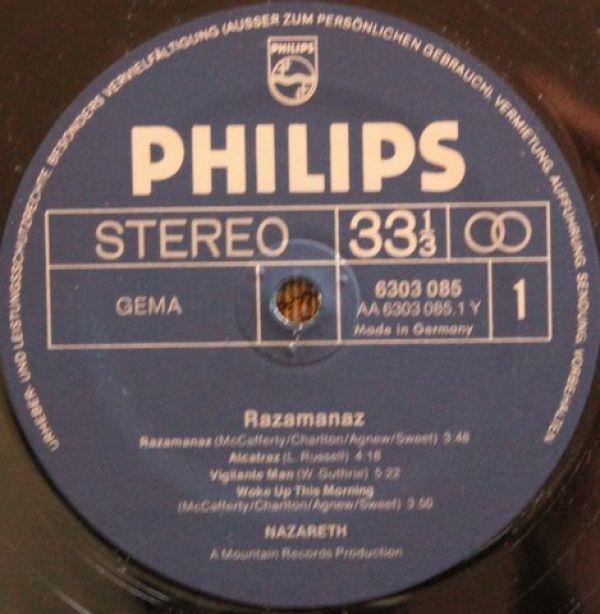 URHEBER- UND LEISTUNGSSCHUTZRECHTE, BESONDERS VERVIELFÄLTIGUNG (AUSSER ZUM PERSÖNLICHEN GEBRAUCH), VERMIETUNG, AUFFÜHRUNG, SENDUNG, VORBEHALTEN
PHILIPS
PHILIPS
STEREO 33 1/3
GEMA 6303 085 1
AA 6303 085.1 Y
Made in Germany
Razamanaz
Razamanaz (McCafferty/Charlton/Agnew/Sweet) 3:48
Alcatraz (L. Russell) 4:18
Vigilante Man (W. Guthrie) 5:22
Woke Up This Morning
(McCafferty/Charlton/Agnew/Sweet) 3:50
NAZARETH
A Mountain Records Production